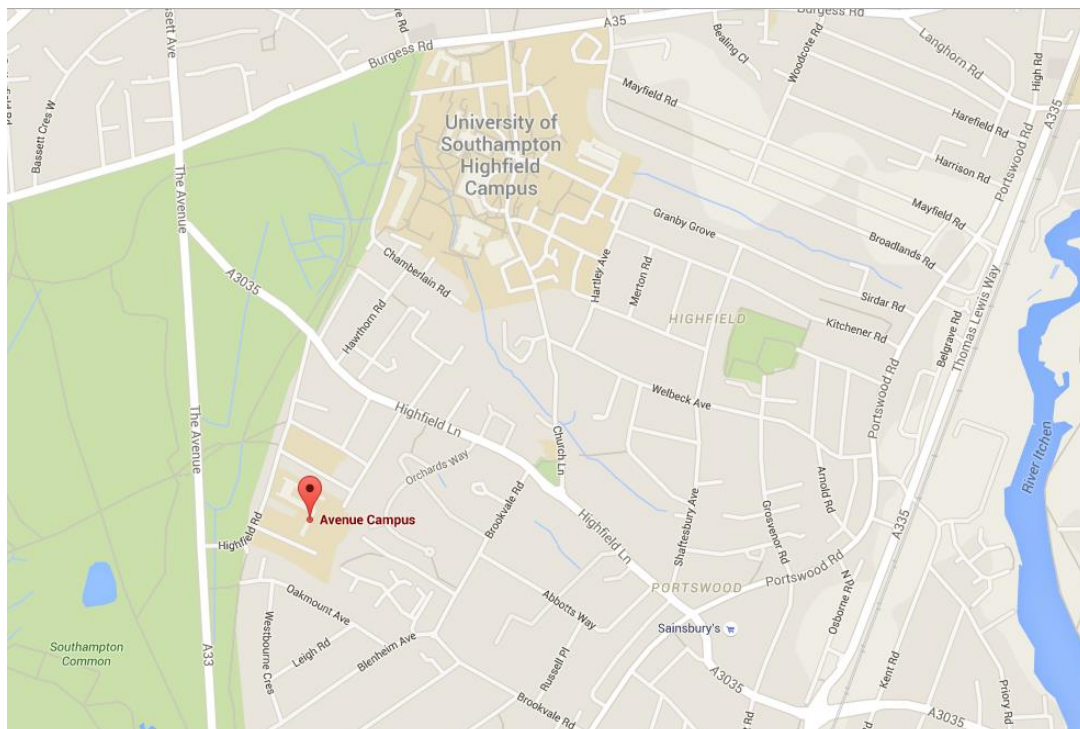 Burgess Rd
A35
Burgess Rd
Bealing Cl
Woodcote Rd
Langhorn Rd
High Rd
Bassett Cres W
Mayfield Rd
A335
Harefield Rd
University of
Southampton
Highfield
Campus
Portswood Rd
Harrison Rd
The Avenue
Mayfield Rd
Granby Grove
Broadlands Rd
A3035
Chamberlain Rd
Hartley Ave
Merton Rd
Sirdar Rd
Hawthorn Rd
HIGHFIELD
Kitchener Rd
Belgrave Rd
Thomas Lewis Way
Welbeck Ave
Portswood Rd
The Avenue
Highfield Ln
Church Ln
Orchards Way
River Itchen
Arnold Rd
Brookvale Rd
Shaftesbury Ave
Grosvenor Rd
Avenue Campus
A335
Highfield Rd
Highfield Ln
Portswood Rd
PORTSWOOD
Osborne Rd N
Oakmount Ave
Abbotts Way
Westbourne Cres
Sainsbury's
Southampton
Common
A33
Leigh Rd
Blenheim Ave
Russell Pl
Kent Rd
A3035
Priory Rd
Brookvale Rd
A3035